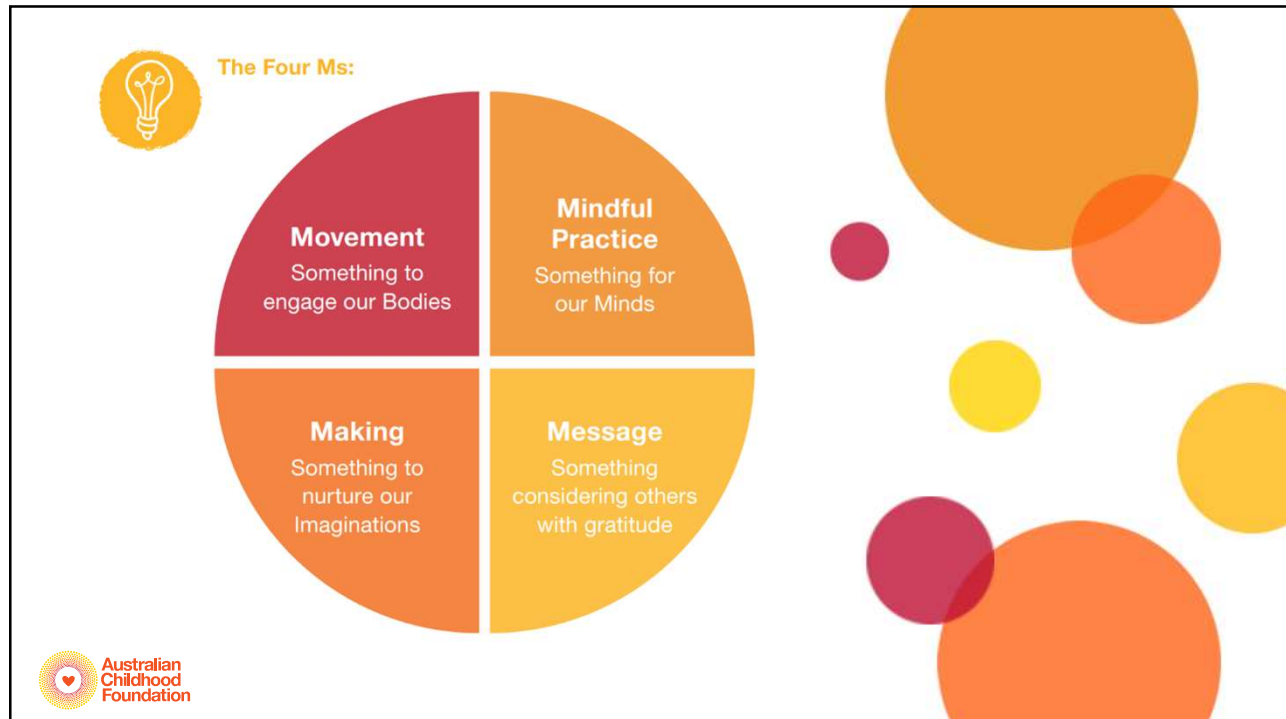 The Four Ms:
Movement
Something to
engage our Bodies
Mindful
Practice
Something for
our Minds
Making
Something to
nurture our
Imaginations
Message
Something
considering others
with gratitude
Australian
Childhood
Foundation